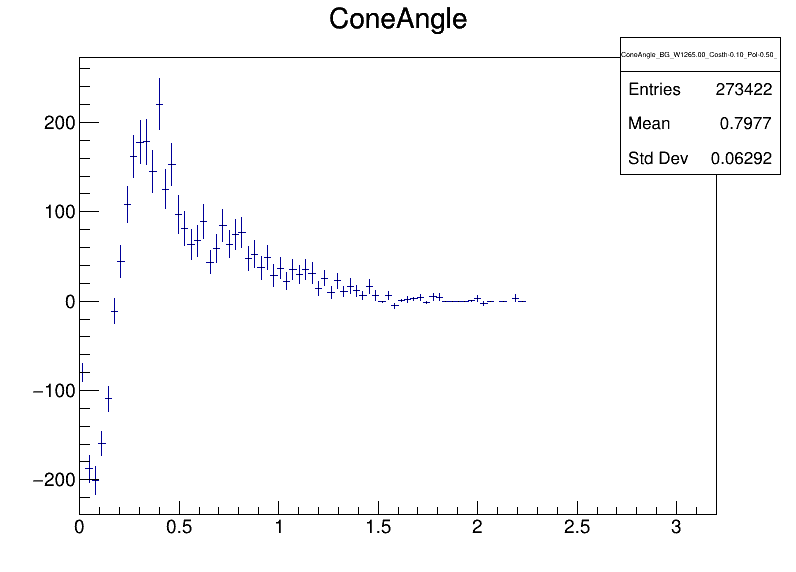 ConeAngle
ConeAngle_BG_W1265.00_Costh-0.10_Pol-0.50_
Entries 273422
Mean 0.7977
Std Dev 0.06292
200
100
0
−100
−200
0 0.5 1 1.5 2 2.5 3